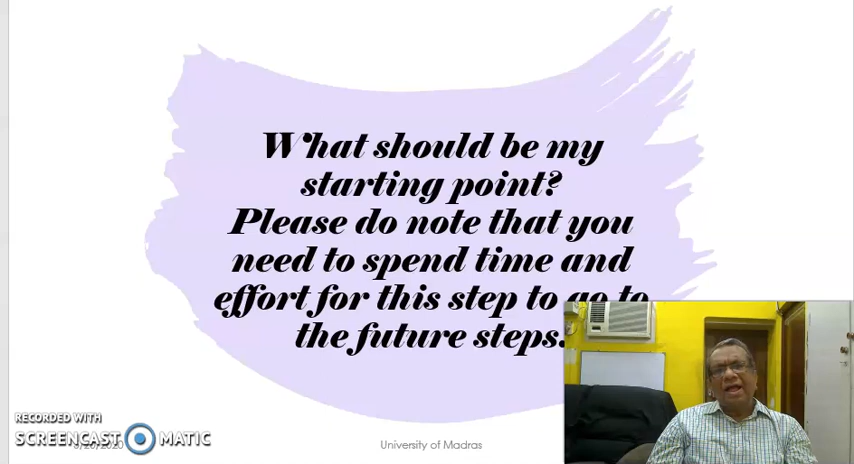 What should be my
starting point?
Please do note that you
need to spend time and
effort for this step to go to
the future steps.
RECORDED WITH
SCREENCAST MATIC
University of Madras